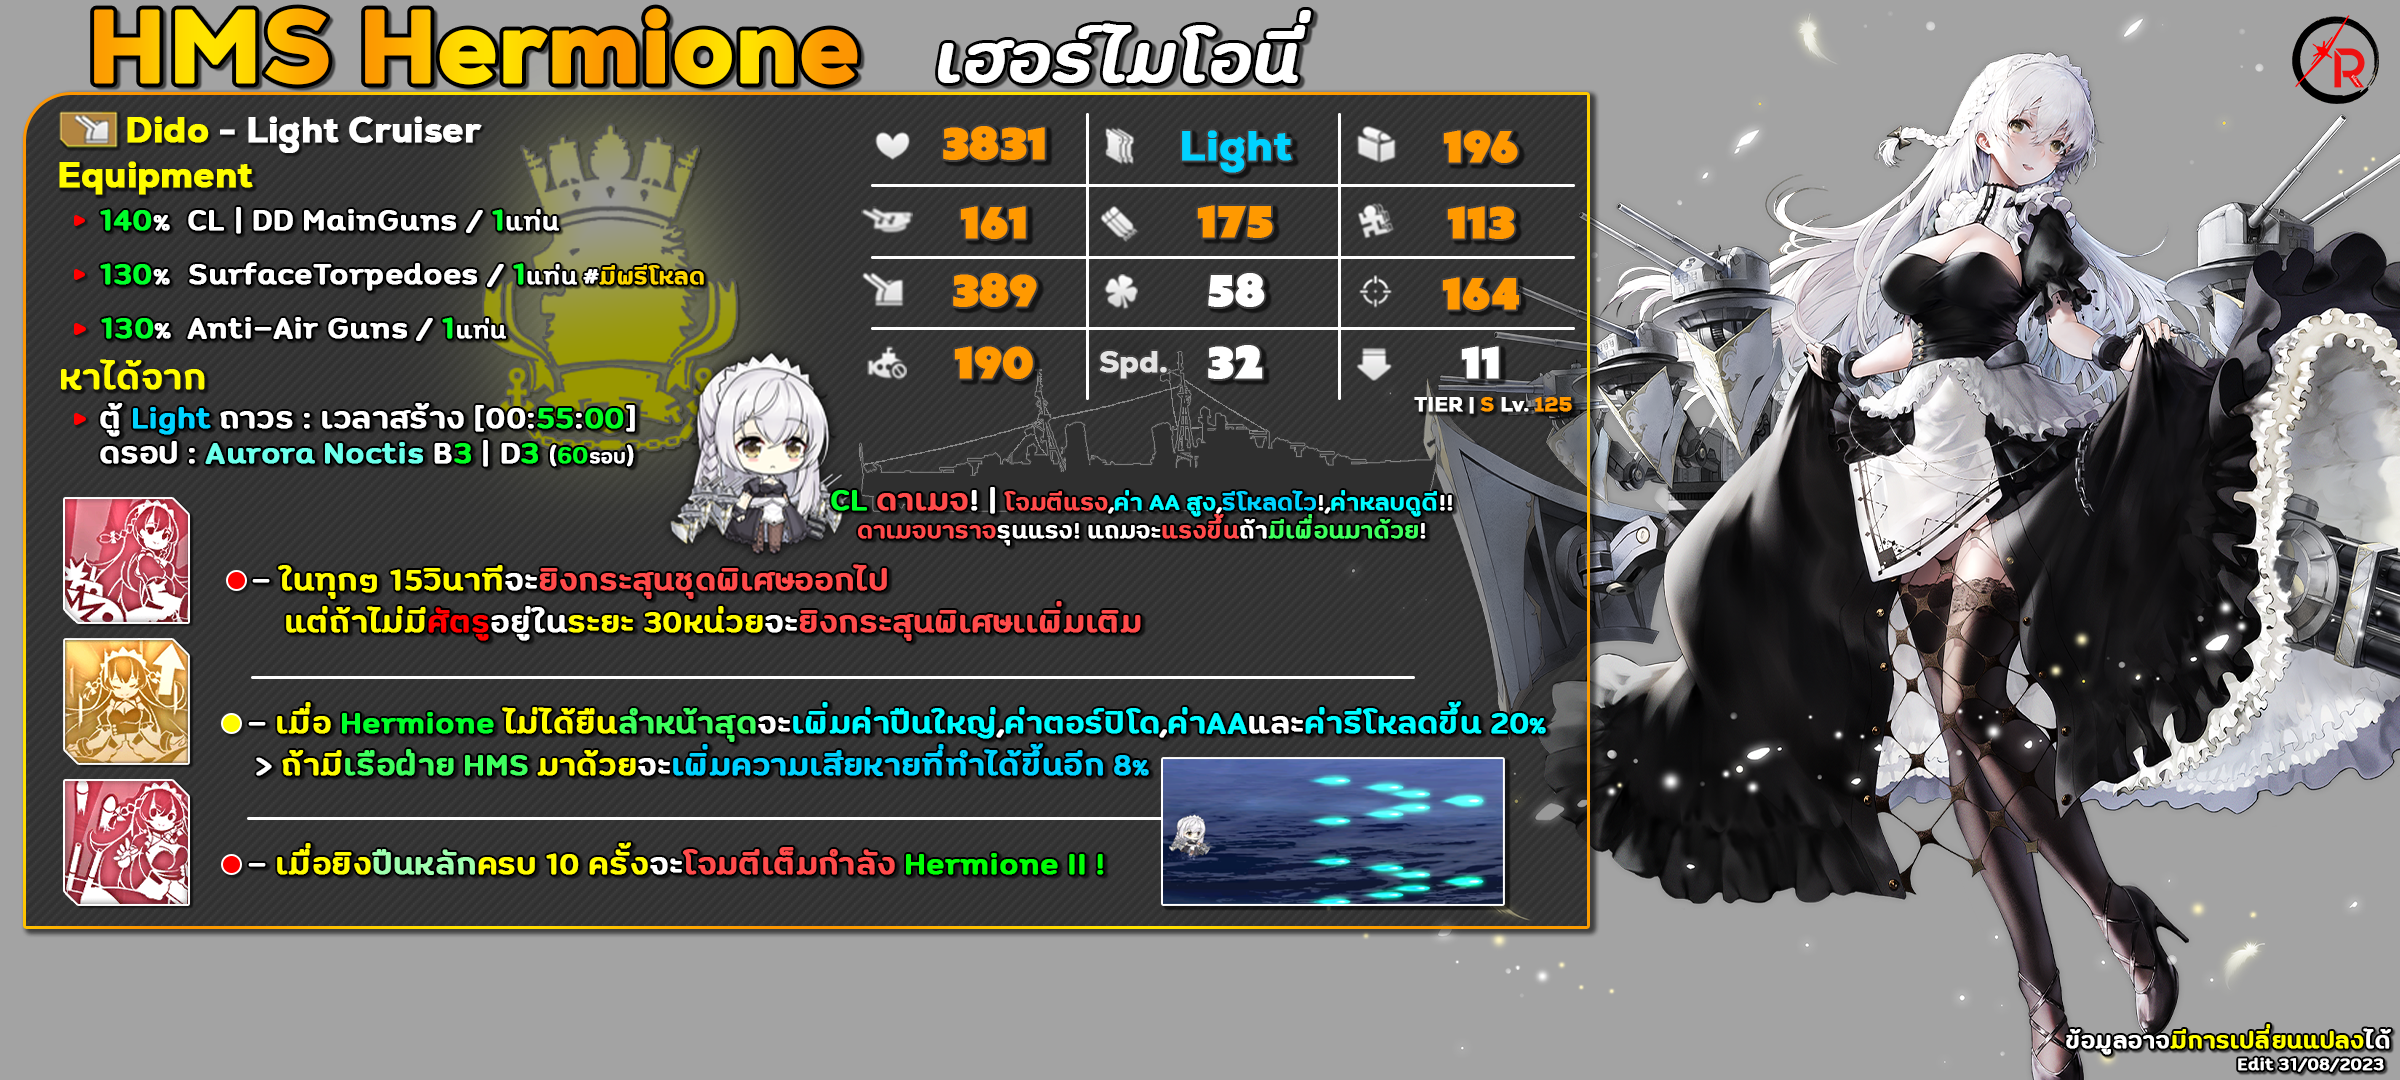 HMS Hermione เฮอร์ไมโอนี่
Dido - Light Cruiser
Equipment
140% CL | DD MainGuns / 1แท่น
130% SurfaceTorpedoes / 1แท่น #มีพรีโหลด
130% Anti-Air Guns / 1แท่น
หาได้จาก
ตู้ Light ถาวร : เวลาสร้าง [00:55:00]
ดรอป : Aurora Noctis B3 | D3 (60รอบ)
3831 Light 196
161 175 113
389 58 164
190 Spd. 32 11
TIER | S Lv. 125
CL ดาเมจ! | โจมตีแรง,ค่า AA สูง,รีโหลดไว!,ค่าหลบดูดี!!
ดาเมจบาราจรุนแรง! แถมจะแรงขึ้นถ้ามีเผื่อนมาด้วย!
- ในทุกๆ 15วินาทีจะยิงกระสุนชุดพิเศษออกไป
แต่ถ้าไม่มีศัตรูอยู่ในระยะ 30หน่วยจะยิงกระสุนพิเศษเเพิ่มเติม
- เมื่อ Hermione ไม่ได้ยืนลำหน้าสุดจะเพิ่มค่าปืนใหญ่,ค่าตอร์ปิโด,ค่าAAและค่ารีโหลดขึ้น 20%
> ถ้ามีเรือฝ่าย HMS มาด้วยจะเพิ่มความเสียหายที่ทำได้ขึ้นอีก 8%
- เมื่อยิงปืนหลักครบ 10 ครั้งจะโจมตีเต็มกำลัง Hermione II !
R
ข้อมูลอาจมีการเปลี่ยนแปลงได้
Edit 31/08/2023